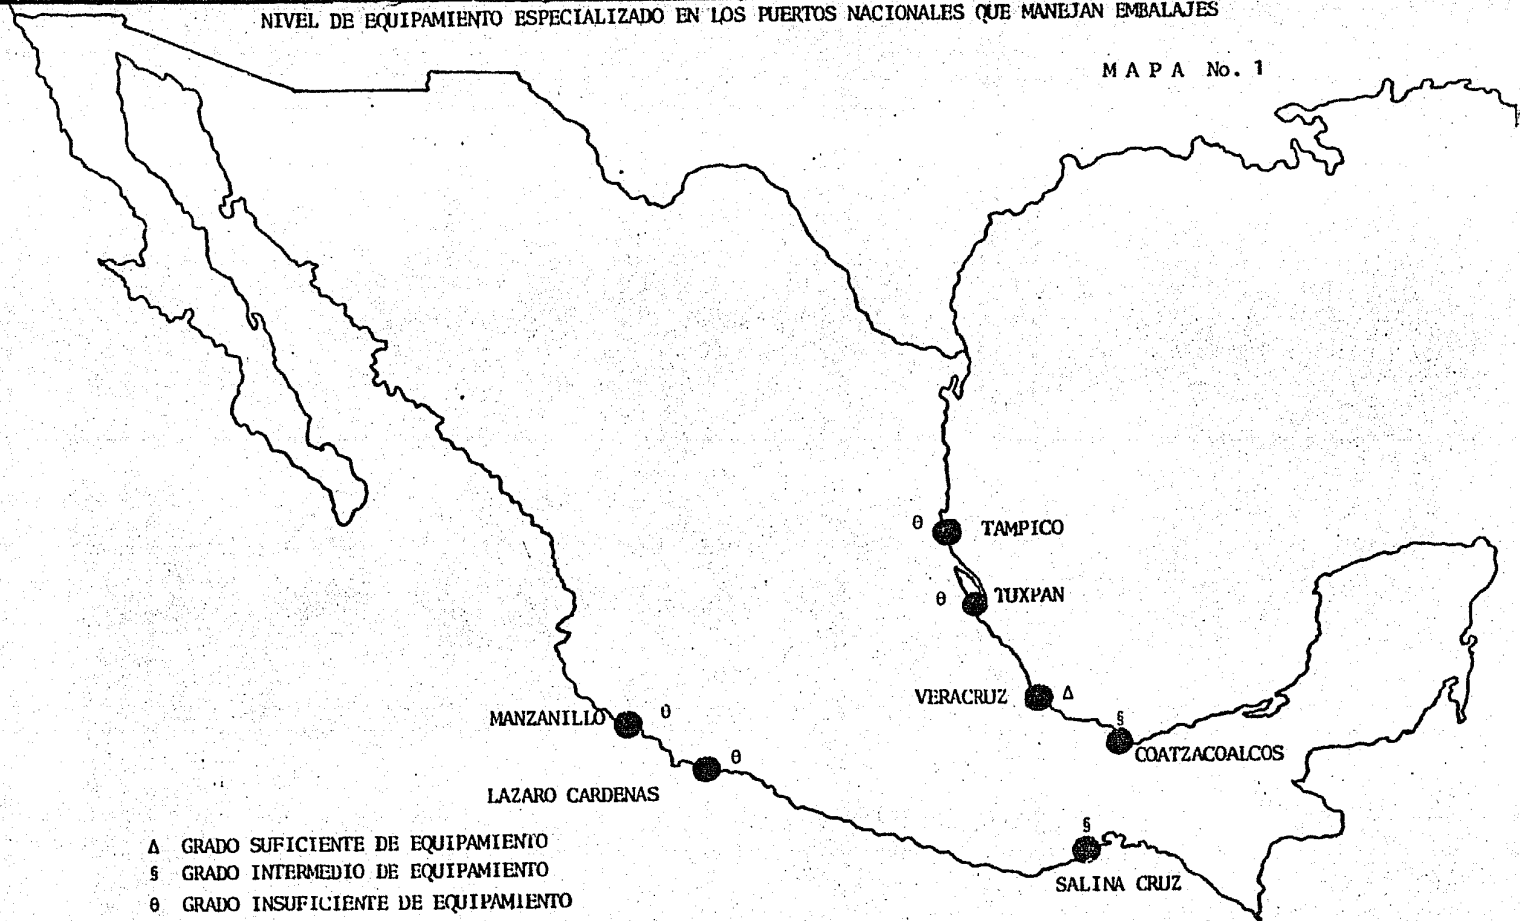 NIVEL DE EQUIPAMIENTO ESPECIALIZADO EN LOS PUERTOS NACIONALES QUE MANEJAN EMBALAJES
MAPA No. 1
θ TAMPICO
θ TUXPAN
VERACRUZ Δ
§
COATZACOALCOS
MANZANILLO θ
θ
LAZARO CARDENAS
§
SALINA CRUZ
Δ GRADO SUFICIENTE DE EQUIPAMIENTO
§ GRADO INTERMEDIO DE EQUIPAMIENTO
θ GRADO INSUFICIENTE DE EQUIPAMIENTO